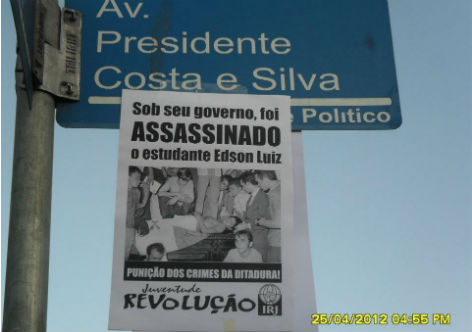 Av.
Presidente
Costa e Silva
e Político
Sob seu governo, foi
ASSASSINADO
o estudante Edson Luiz
PUNIÇÃO DOS CRIMES DA DITADURA!
Juventude
REVOLUÇÃO
IRJ
25/04/2012 04:55 PM